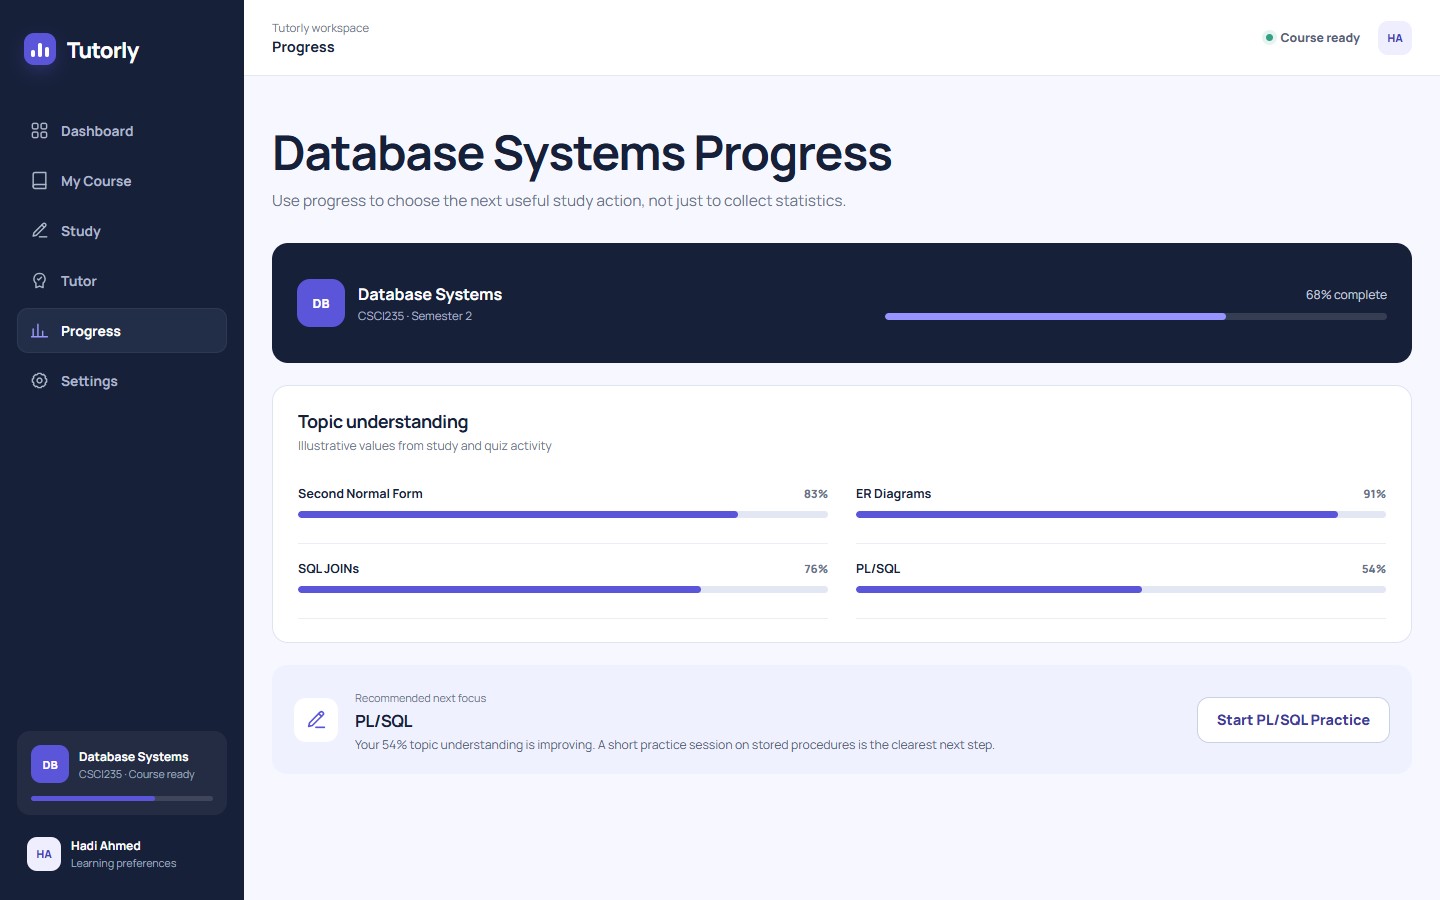 Tutorly
Dashboard
My Course
Study
Tutor
Progress
Settings
DB
Database Systems
CSCI235 · Course ready
HA
Hadi Ahmed
Learning preferences
Tutorly workspace
Progress
Course ready
HA
Database Systems Progress
Use progress to choose the next useful study action, not just to collect statistics.
DB
Database Systems
CSCI235 · Semester 2
68% complete
Topic understanding
Illustrative values from study and quiz activity
Second Normal Form 83%
ER Diagrams 91%
SQL JOINs 76%
PL/SQL 54%
Recommended next focus
PL/SQL
Your 54% topic understanding is improving. A short practice session on stored procedures is the clearest next step.
Start PL/SQL Practice